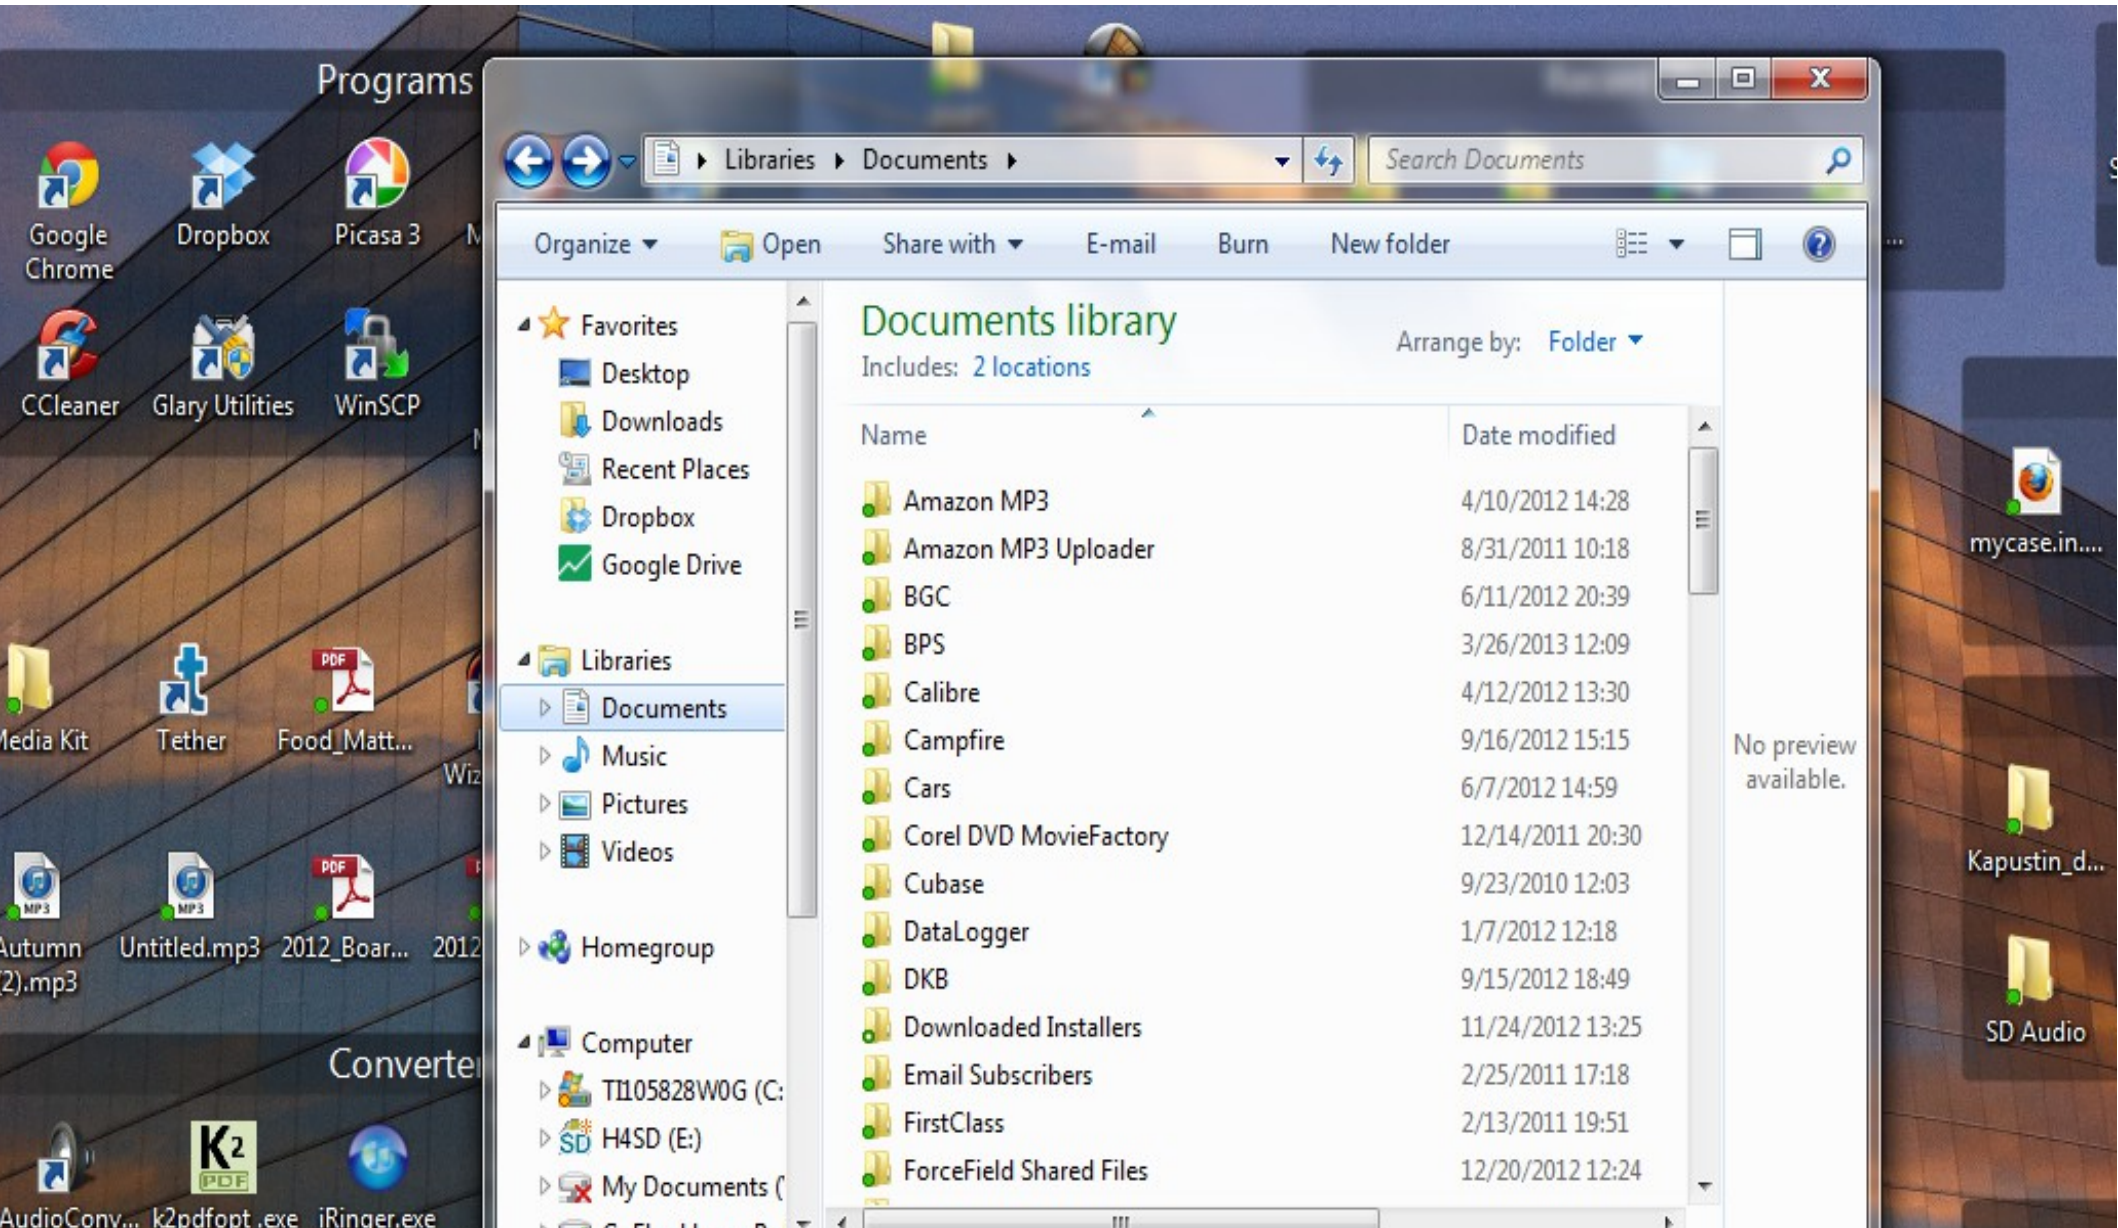 Programs
Google
Chrome
Dropbox
Picasa 3
CCleaner
Glary Utilities
WinSCP
Media Kit
Tether
Food_Matt...
Wiz
Autumn
(2).mp3
Untitled.mp3
2012_Boar...
2012
Converter
AudioConv...
k2pdfopt .exe
iRinger.exe
Libraries
Documents
Search Documents
Organize
Open
Share with
E-mail
Burn
New folder
Favorites
Desktop
Downloads
Recent Places
Dropbox
Google Drive
Libraries
Documents
Music
Pictures
Videos
Homegroup
Computer
TI105828W0G (C:
H4SD (E:)
My Documents (
Documents library
Includes: 2 locations
Arrange by: Folder
Name Date modified
Amazon MP3 4/10/2012 14:28
Amazon MP3 Uploader 8/31/2011 10:18
BGC 6/11/2012 20:39
BPS 3/26/2013 12:09
Calibre 4/12/2012 13:30
Campfire 9/16/2012 15:15
Cars 6/7/2012 14:59
Corel DVD MovieFactory 12/14/2011 20:30
Cubase 9/23/2010 12:03
DataLogger 1/7/2012 12:18
DKB 9/15/2012 18:49
Downloaded Installers 11/24/2012 13:25
Email Subscribers 2/25/2011 17:18
FirstClass 2/13/2011 19:51
ForceField Shared Files 12/20/2012 12:24
No preview
available.
mycase.in....
Kapustin_d...
SD Audio